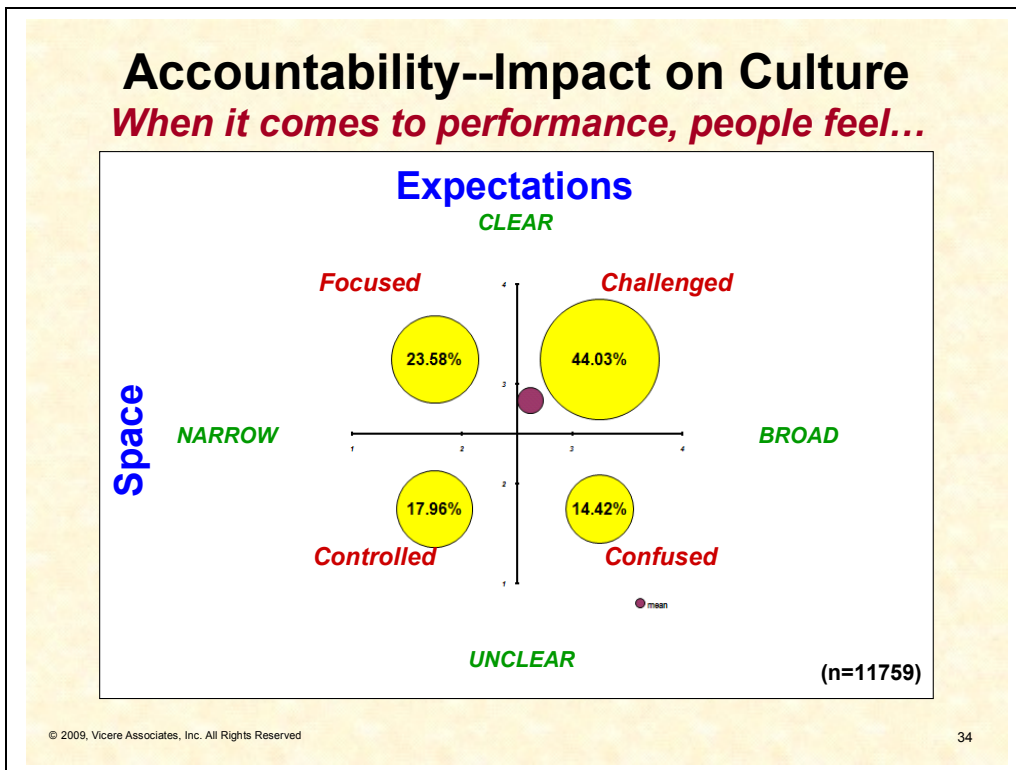 Accountability--Impact on Culture
When it comes to performance, people feel…
Expectations
CLEAR
Focused
Challenged
4
23.58%
44.03%
3
Space
NARROW
BROAD
1
2
3
4
2
17.96%
14.42%
Controlled
Confused
1
mean
UNCLEAR
(n=11759)
© 2009, Vicere Associates, Inc. All Rights Reserved
34